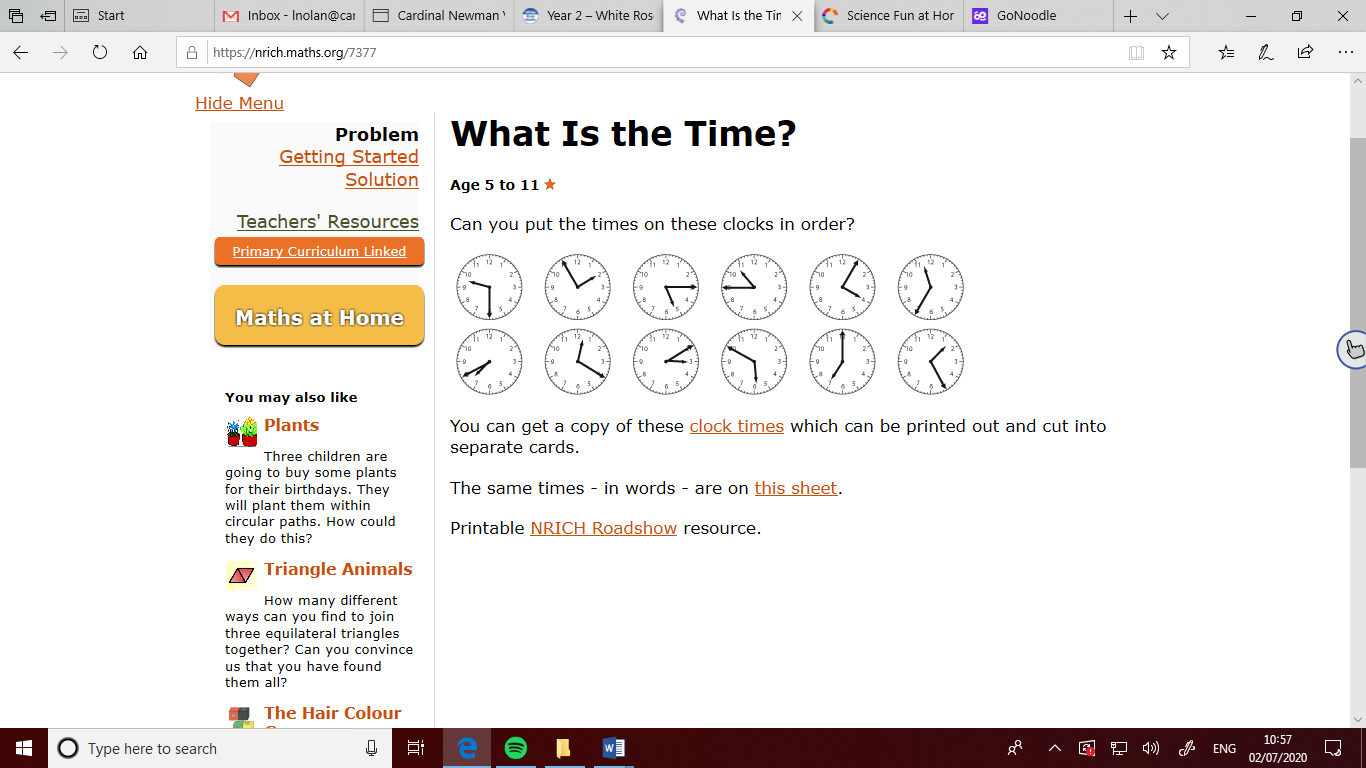 Start
Inbox - lnolan@car
Cardinal Newman
Year 2 – White Ros
What Is the Tim
Science Fun at Hom
GoNoodle
https://nrich.maths.org/7377
Hide Menu
Problem
Getting Started
Solution
Teachers' Resources
Primary Curriculum Linked
Maths at Home
You may also like
Plants
Three children are
going to buy some plants
for their birthdays. They
will plant them within
circular paths. How could
they do this?
Triangle Animals
How many different
ways can you find to join
three equilateral triangles
together? Can you convince
us that you have found
them all?
The Hair Colour
What Is the Time?
Age 5 to 11
Can you put the times on these clocks in order?
You can get a copy of these clock times which can be printed out and cut into
separate cards.
The same times - in words - are on this sheet.
Printable NRICH Roadshow resource.
Type here to search
ENG
10:57
02/07/2020